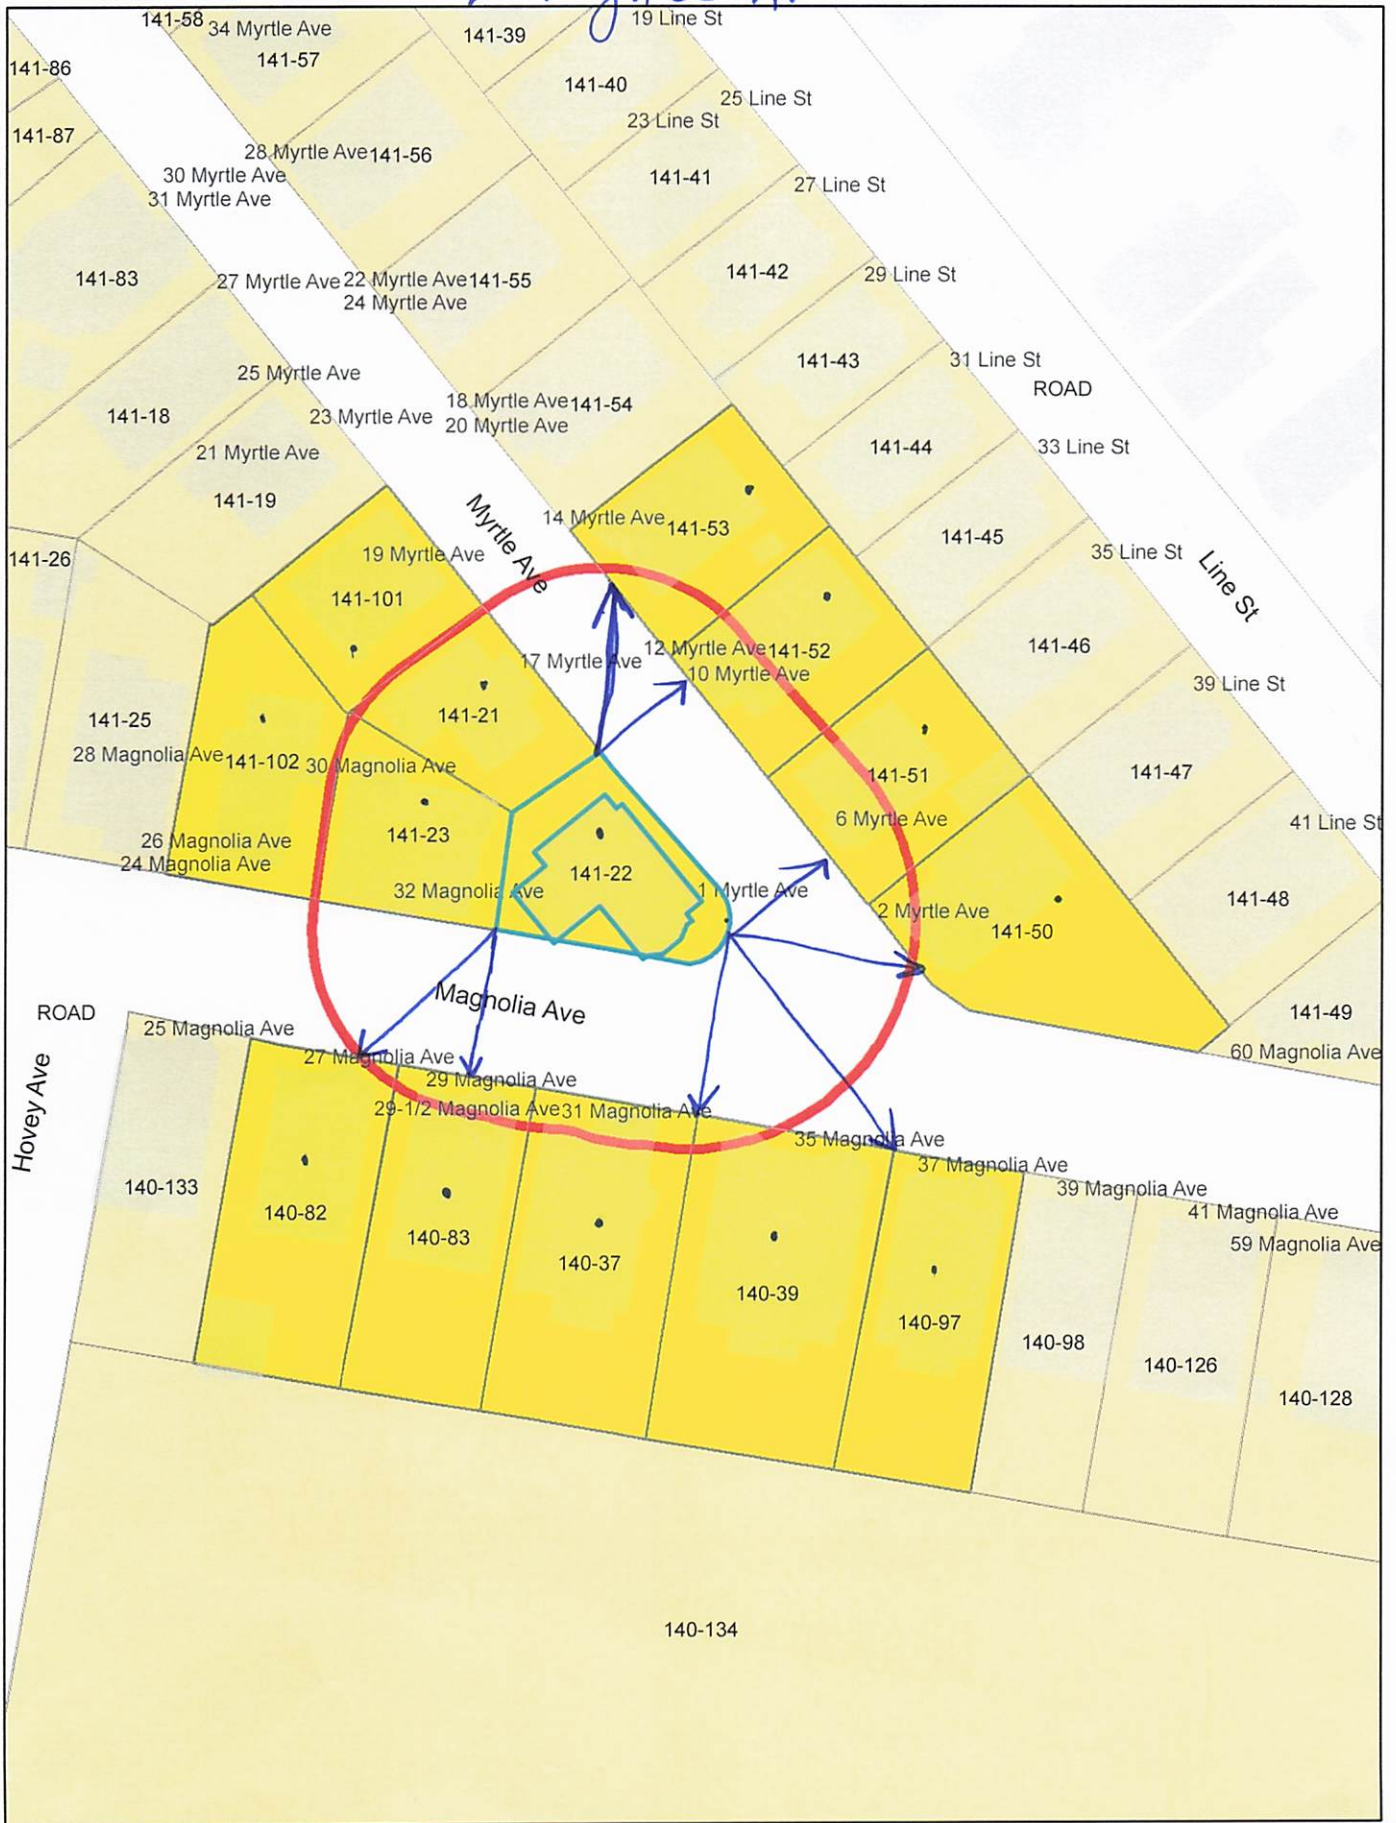 19 Line St
141-58
34 Myrtle Ave
141-39
141-57
141-86
141-40
25 Line St
23 Line St
141-87
28 Myrtle Ave
141-56
30 Myrtle Ave
141-41
27 Line St
31 Myrtle Ave
141-83
27 Myrtle Ave
22 Myrtle Ave
141-55
141-42
29 Line St
24 Myrtle Ave
25 Myrtle Ave
141-43
31 Line St
ROAD
18 Myrtle Ave
141-54
141-18
23 Myrtle Ave
20 Myrtle Ave
141-44
33 Line St
21 Myrtle Ave
141-19
Myrtle Ave
14 Myrtle Ave
141-53
141-45
35 Line St
Line St
141-26
19 Myrtle Ave
141-101
17 Myrtle Ave
12 Myrtle Ave
141-52
141-46
10 Myrtle Ave
39 Line St
141-25
141-21
28 Magnolia Ave
141-102
30 Magnolia Ave
141-51
141-47
6 Myrtle Ave
41 Line St
26 Magnolia Ave
141-23
24 Magnolia Ave
141-22
32 Magnolia Ave
1 Myrtle Ave
141-48
2 Myrtle Ave
141-50
Magnolia Ave
ROAD
141-49
25 Magnolia Ave
60 Magnolia Ave
27 Magnolia Ave
29 Magnolia Ave
Hovey Ave
29-1/2 Magnolia Ave
31 Magnolia Ave
35 Magnolia Ave
37 Magnolia Ave
140-133
39 Magnolia Ave
140-82
41 Magnolia Ave
140-83
59 Magnolia Ave
140-37
140-39
140-97
140-98
140-126
140-128
140-134